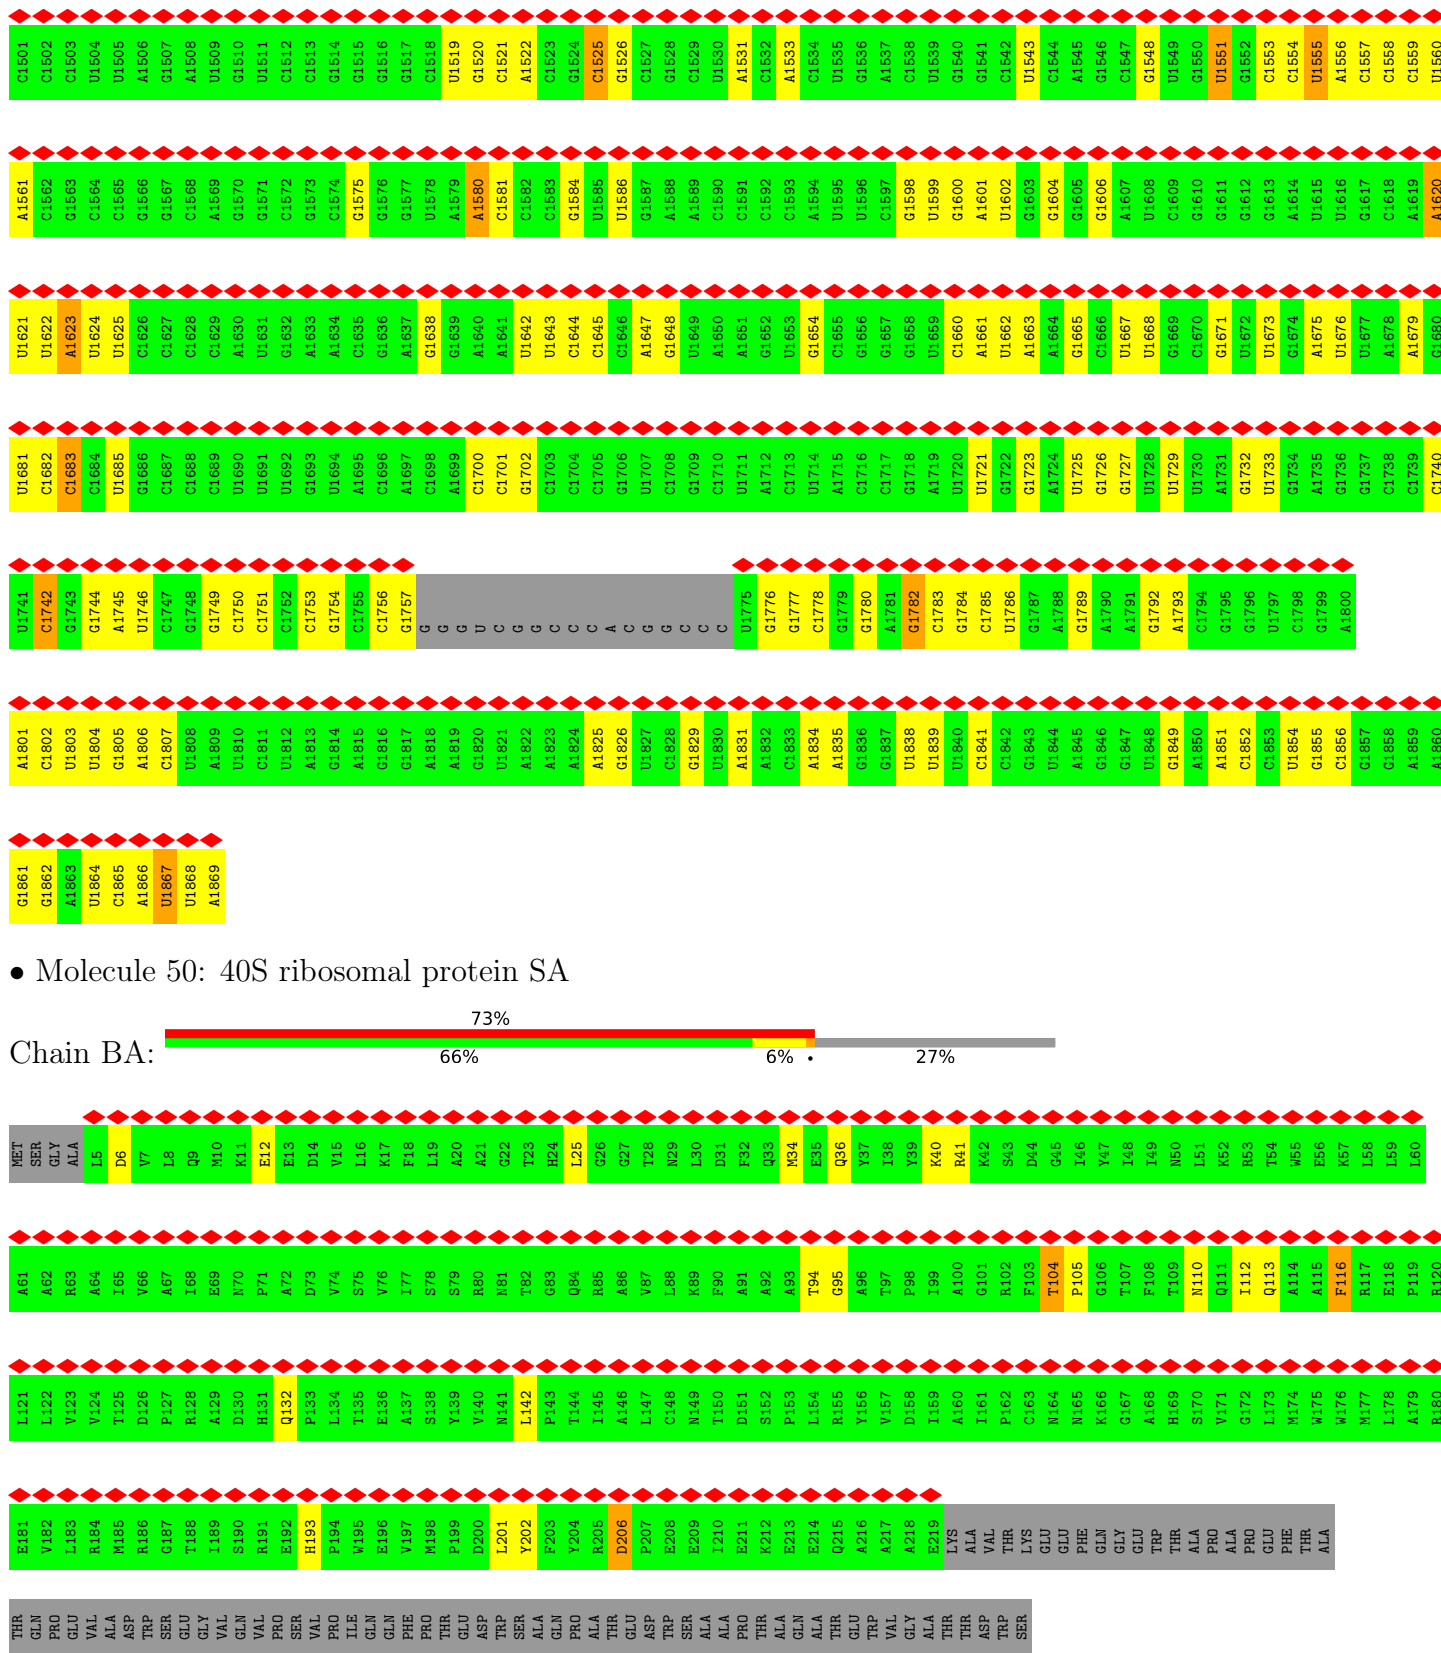 C1501 C1502 C1503 U1504 U1505 A1506 G1507 A1508 U1509 G1510 U1511 C1512 C1513 G1514 G1515 G1516 G1517 C1518 U1519 G1520 C1521 A1522 C1523 G1524 C1525 G1526 C1527 G1528 C1529 U1530 A1531 C1532 A1533 C1534 U1535 G1536 A1537 C1538 U1539 G1540 G1541 C1542 U1543 C1544 A1545 G1546 C1547 G1548 U1549 G1550 U1551 G1552 C1553 C1554 U1555 A1556 C1557 C1558 C1559 U1560
A1561 C1562 G1563 C1564 C1565 G1566 G1567 C1568 A1569 G1570 G1571 C1572 G1573 C1574 G1575 G1576 G1577 U1578 A1579 A1580 C1581 C1582 C1583 G1584 U1585 U1586 G1587 A1588 A1589 C1590 C1591 C1592 C1593 A1594 U1595 U1596 C1597 G1598 U1599 G1600 A1601 U1602 G1603 G1604 G1605 G1606 A1607 U1608 C1609 G1610 G1611 G1612 G1613 A1614 U1615 U1616 G1617 C1618 A1619 A1620
U1621 U1622 A1623 U1624 U1625 C1626 C1627 C1628 C1629 A1630 U1631 G1632 A1633 A1634 C1635 G1636 A1637 G1638 G1639 A1640 A1641 U1642 U1643 C1644 C1645 C1646 A1647 G1648 U1649 A1650 A1651 G1652 U1653 G1654 C1655 G1656 G1657 G1658 U1659 C1660 A1661 U1662 A1663 A1664 G1665 C1666 U1667 U1668 G1669 C1670 G1671 U1672 U1673 G1674 A1675 U1676 U1677 A1678 A1679 G1680
U1681 C1682 C1683 C1684 U1685 G1686 C1687 C1688 C1689 U1690 U1691 U1692 G1693 U1694 A1695 C1696 A1697 C1698 A1699 C1700 C1701 G1702 C1703 C1704 C1705 G1706 U1707 C1708 G1709 C1710 U1711 A1712 C1713 U1714 A1715 C1716 C1717 G1718 A1719 U1720 U1721 G1722 G1723 A1724 U1725 G1726 G1727 U1728 U1729 U1730 A1731 G1732 U1733 G1734 A1735 G1736 G1737 C1738 C1739 C1740
U1741 C1742 G1743 G1744 A1745 U1746 C1747 G1748 G1749 C1750 C1751 C1752 C1753 G1754 C1755 C1756 G1757 G G G U C G G C C C A C G G C C C U1775 G1776 G1777 C1778 G1779 G1780 A1781 G1782 C1783 G1784 C1785 U1786 G1787 A1788 G1789 A1790 A1791 G1792 A1793 C1794 G1795 G1796 U1797 C1798 G1799 A1800
A1801 C1802 U1803 U1804 G1805 A1806 C1807 U1808 A1809 U1810 C1811 U1812 A1813 G1814 A1815 G1816 G1817 A1818 A1819 G1820 U1821 A1822 A1823 A1824 A1825 G1826 U1827 C1828 G1829 U1830 A1831 A1832 C1833 A1834 A1835 G1836 G1837 U1838 U1839 U1840 C1841 C1842 G1843 U1844 A1845 G1846 G1847 U1848 G1849 A1850 A1851 C1852 C1853 U1854 G1855 C1856 G1857 G1858 A1859 A1860
G1861 G1862 A1863 U1864 C1865 A1866 U1867 U1868 A1869
• Molecule 50: 40S ribosomal protein SA
73%
Chain BA:
66% 6% • 27%
MET SER GLY ALA L5 D6 V7 L8 Q9 M10 K11 E12 E13 D14 V15 L16 K17 F18 L19 A20 A21 G22 T23 H24 L25 G26 G27 T28 N29 L30 D31 F32 Q33 M34 E35 Q36 Y37 I38 Y39 K40 R41 K42 S43 D44 G45 I46 Y47 I48 I49 N50 L51 K52 R53 T54 W55 E56 K57 L58 L59 L60
A61 A62 R63 A64 I65 V66 A67 I68 E69 N70 P71 A72 D73 V74 S75 V76 I77 S78 S79 R80 N81 T82 G83 Q84 R85 A86 V87 L88 K89 F90 A91 A92 A93 T94 G95 A96 T97 P98 I99 A100 G101 R102 F103 T104 P105 G106 T107 F108 T109 N110 Q111 I112 Q113 A114 A115 F116 R117 E118 P119 R120
L121 L122 V123 V124 T125 D126 P127 R128 A129 D130 H131 Q132 P133 L134 T135 E136 A137 S138 Y139 V140 N141 L142 P143 T144 I145 A146 L147 C148 N149 T150 D151 S152 P153 L154 R155 Y156 V157 D158 I159 A160 I161 P162 C163 N164 N165 K166 G167 A168 H169 S170 V171 G172 L173 M174 W175 W176 M177 L178 A179 R180
E181 V182 L183 R184 M185 R186 G187 T188 I189 S190 R191 E192 H193 P194 W195 E196 V197 M198 P199 D200 L201 Y202 F203 Y204 R205 D206 P207 E208 E209 I210 E211 K212 E213 E214 Q215 A216 A217 A218 E219 LYS ALA VAL THR LYS GLU GLU PHE GLN GLY GLU TRP THR ALA PRO ALA PRO GLU PHE THR ALA
THR GLN PRO GLU VAL ALA ASP TRP SER GLU GLY VAL GLN VAL PRO SER VAL PRO ILE GLN GLN PHE PRO THR GLU ASP TRP SER ALA GLN PRO ALA THR GLU ASP TRP SER ALA ALA PRO THR ALA GLN ALA THR GLU TRP VAL GLY ALA THR THR ASP TRP SER